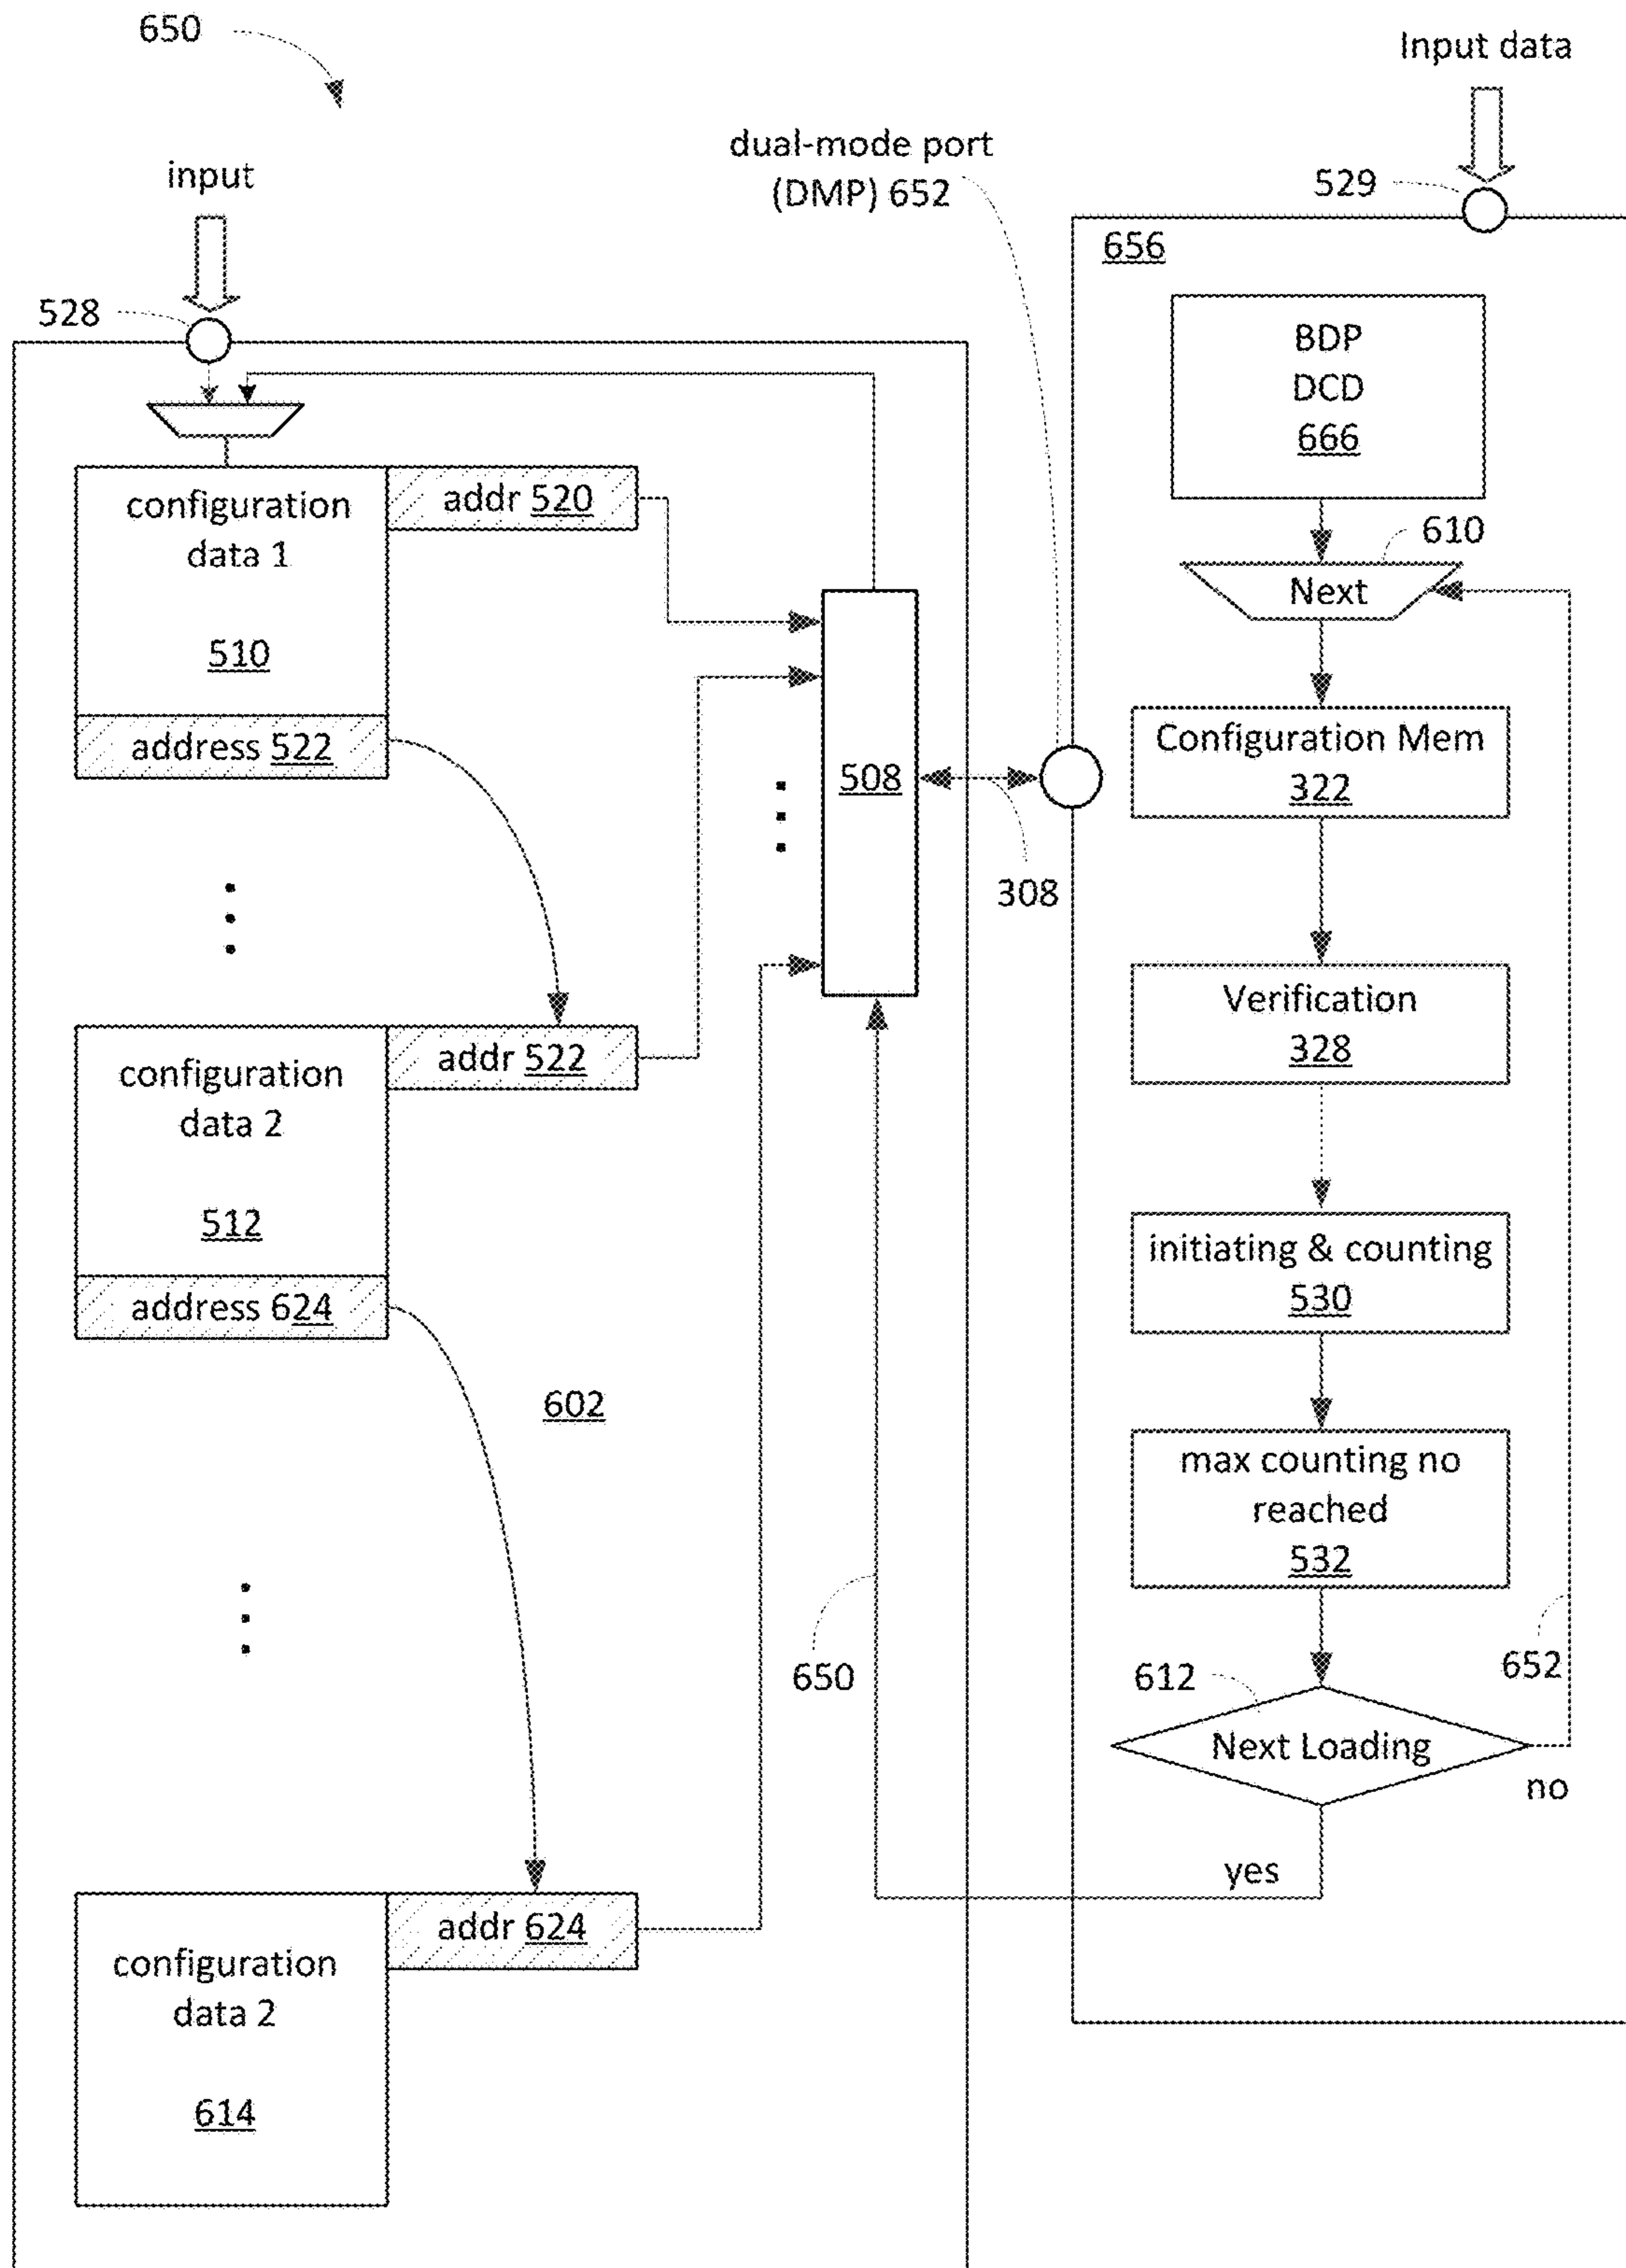 650
input
528
configuration
data 1
510
addr 520
address 522
configuration
data 2
512
addr 522
address 624
602
configuration
data 2
614
addr 624
508
dual-mode port
(DMP) 652
308
650
Input data
529
656
BDP
DCD
666
610
Next
Configuration Mem
322
Verification
328
initiating & counting
530
max counting no
reached
532
612
Next Loading
652
no
yes